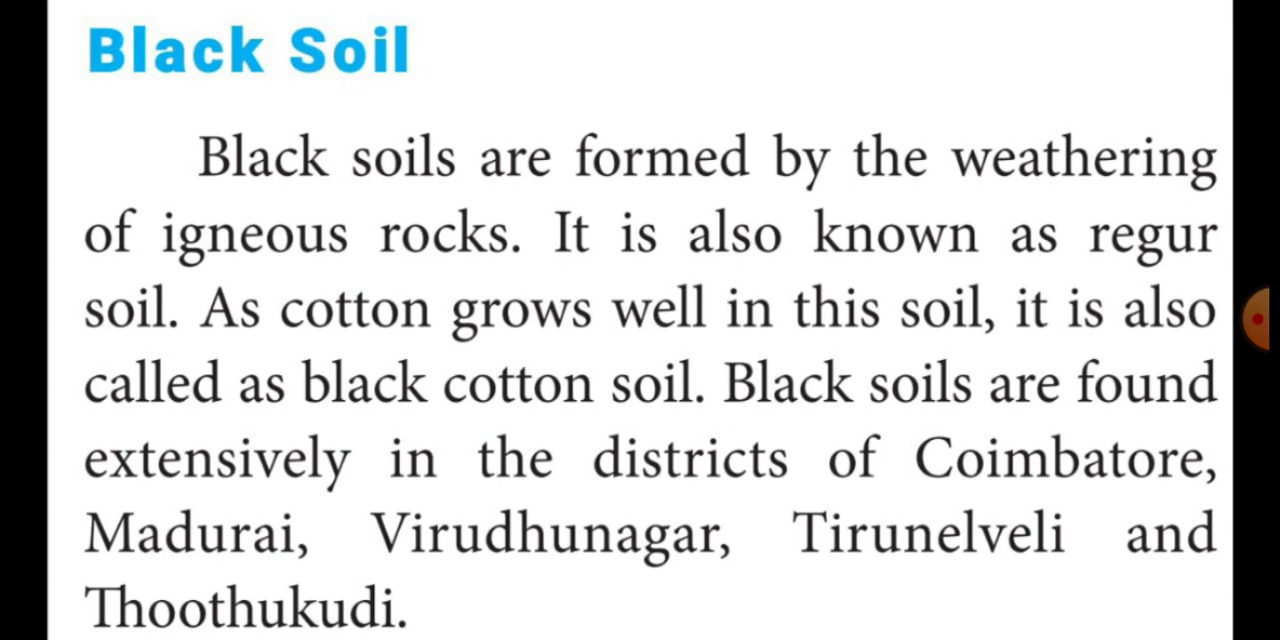 Black Soil
Black soils are formed by the weathering
of igneous rocks. It is also known as regur
soil. As cotton grows well in this soil, it is also
called as black cotton soil. Black soils are found
extensively in the districts of Coimbatore,
Madurai, Virudhunagar, Tirunelveli and
Thoothukudi.